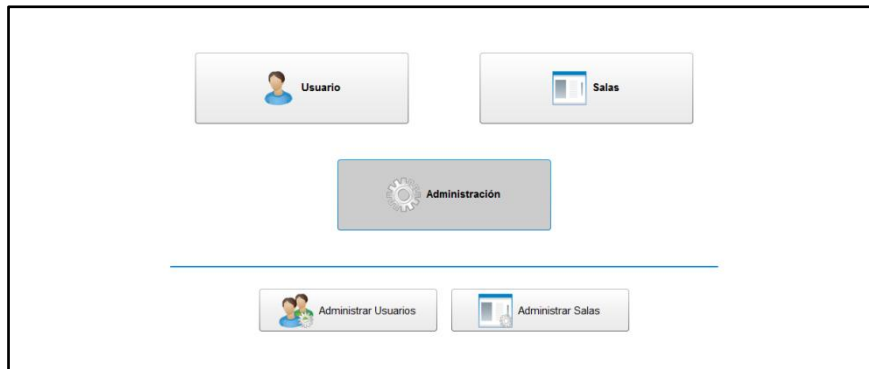 Usuario
Salas
Administración
Administrar Usuarios
Administrar Salas